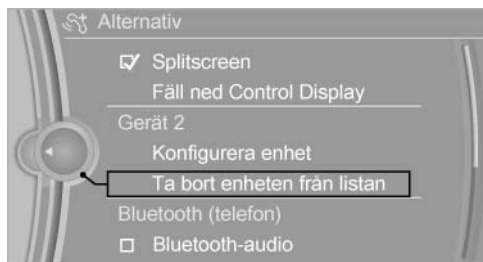 Alternativ
Splitscreen
Fäll ned Control Display
Gerät 2
Konfigurera enhet
Ta bort enheten från listan
Bluetooth (telefon)
Bluetooth-audio